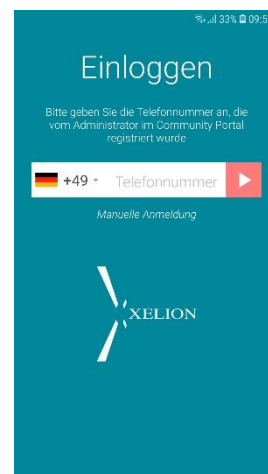 33% 09:5
Einloggen
Bitte geben Sie die Telefonnummer an, die
vom Administrator im Community Portal
registriert wurde
+49 Telefonnummer
Manuelle Anmeldung
XELION